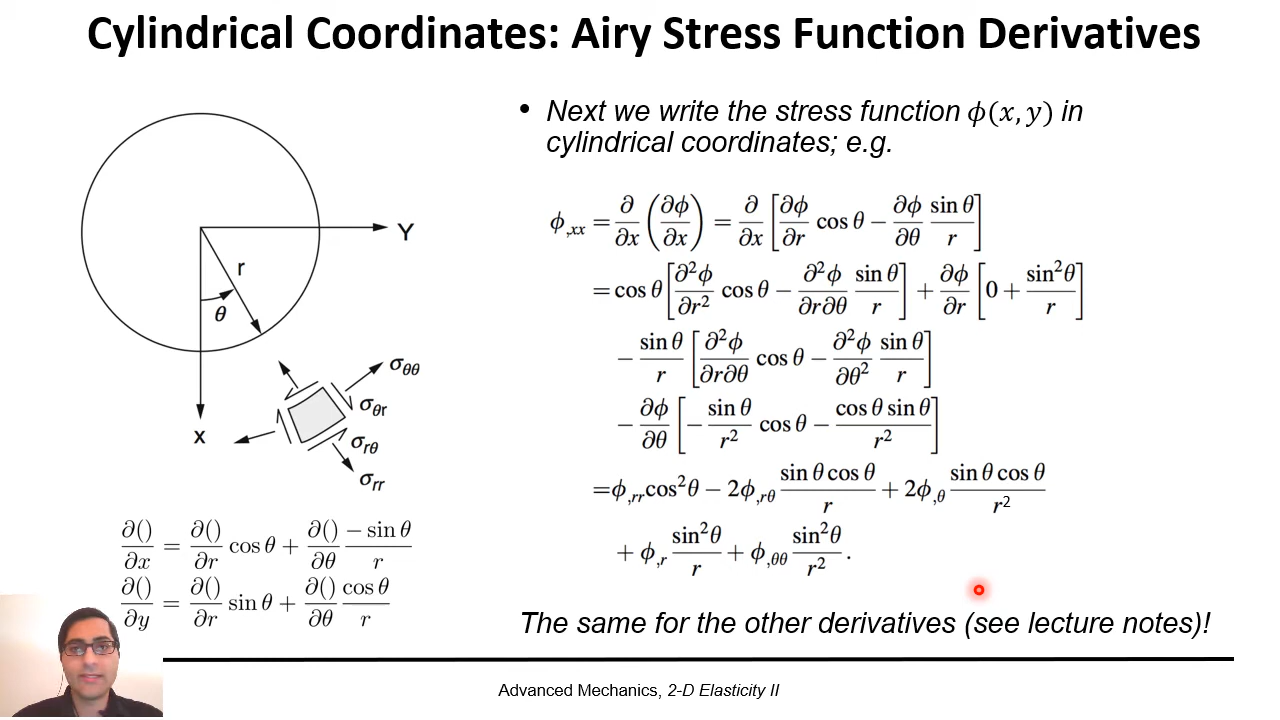 Cylindrical Coordinates: Airy Stress Function Derivatives
• Next we write the stress function ϕ(x, y) in
cylindrical coordinates; e.g.
Y
r
θ
X
σθθ
σθr
σrθ
σrr
∂()/∂x = ∂()/∂r cos θ + ∂()/∂θ (− sin θ)/r
∂()/∂y = ∂()/∂r sin θ + ∂()/∂θ cos θ/r
ϕ,xx = ∂/∂x (∂ϕ/∂x) = ∂/∂x [∂ϕ/∂r cos θ − ∂ϕ/∂θ sin θ/r]
= cos θ [∂²ϕ/∂r² cos θ − ∂²ϕ/∂r∂θ sin θ/r] + ∂ϕ/∂r [0 + sin²θ/r]
− sin θ/r [∂²ϕ/∂r∂θ cos θ − ∂²ϕ/∂θ² sin θ/r]
− ∂ϕ/∂θ [− sin θ/r² cos θ − cos θ sin θ/r²]
=ϕ,rr cos²θ − 2ϕ,rθ sin θ cos θ/r + 2ϕ,θ sin θ cos θ/r²
+ ϕ,r sin²θ/r + ϕ,θθ sin²θ/r².
The same for the other derivatives (see lecture notes)!
Advanced Mechanics, 2-D Elasticity II